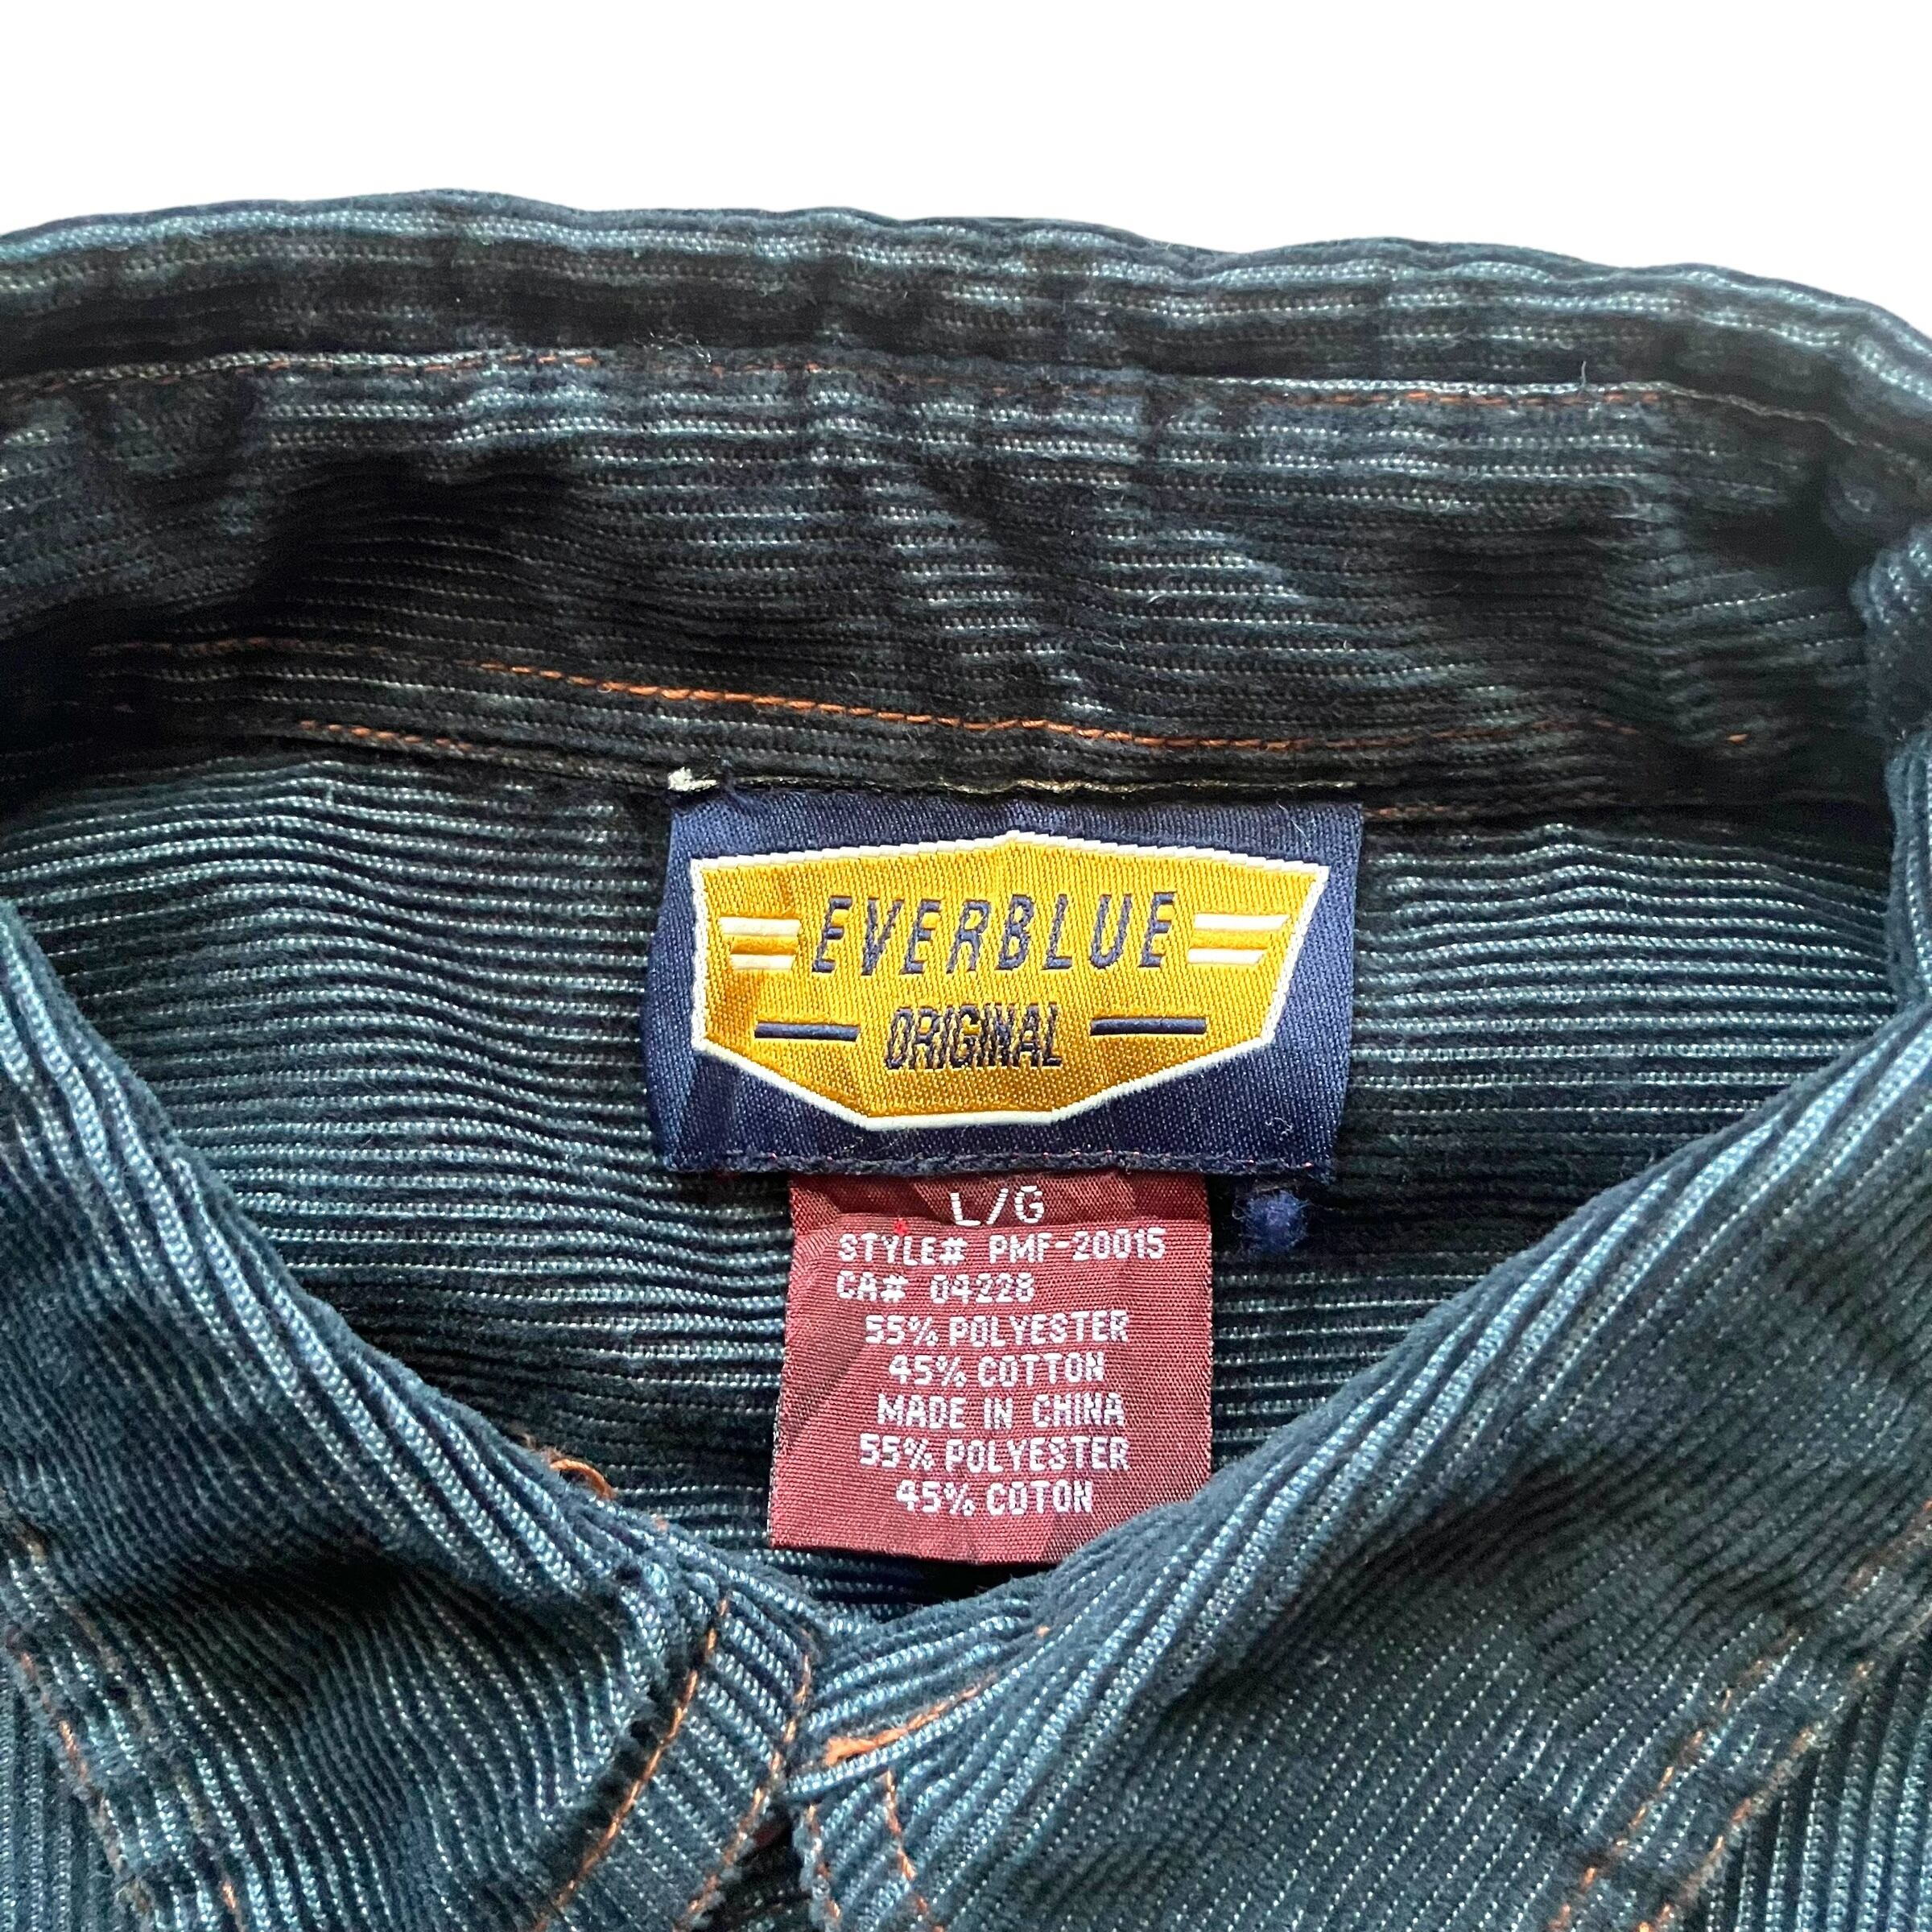 EVERBLUE
ORIGINAL
L/G
STYLE# PMF-20015
CA# 04228
55% POLYESTER
45% COTTON
MADE IN CHINA
55% POLYESTER
45% COTON